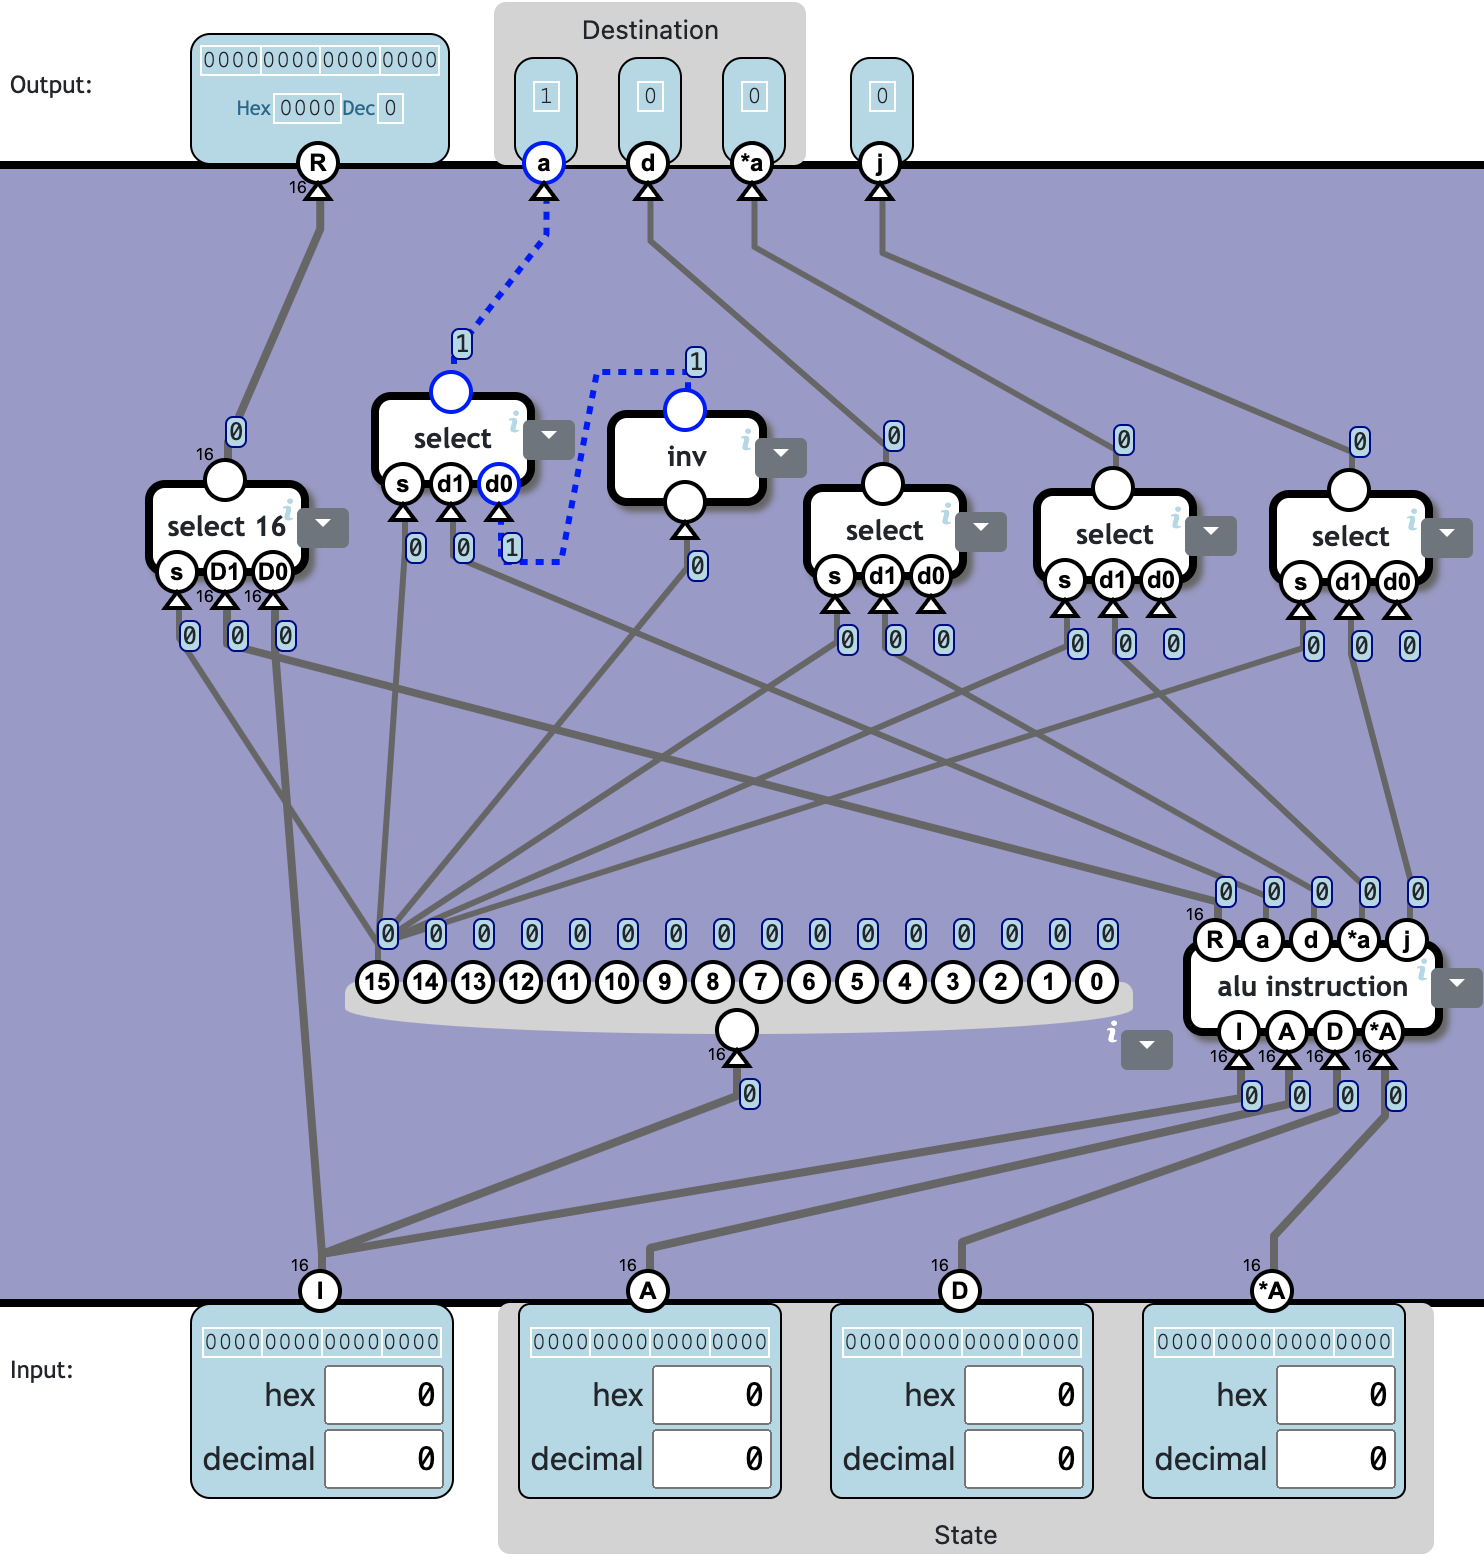 Destination
Output:
0000 0000 0000 0000
1 0 0 0
Hex 0000 Dec 0
R a d *a j
16
1
1
0 0 0 0
16
i i
select inv
s d1 d0
i i i i
select 16 select select select
0 0 1 0
s D1 D0 s d1 d0 s d1 d0 s d1 d0
16 16
0 0 0 0 0 0 0 0 0 0 0 0
0 0 0 0 0
16
0 0 0 0 0 0 0 0 0 0 0 0 0 0 0 0
R a d *a j
15 14 13 12 11 10 9 8 7 6 5 4 3 2 1 0
i
alu instruction
i
I A D *A
16 16 16 16 16
0 0 0 0 0
16 16 16 16
I A D *A
Input:
0000 0000 0000 0000 0000 0000 0000 0000 0000 0000 0000 0000 0000 0000 0000 0000
hex 0 hex 0 hex 0 hex 0
decimal 0 decimal 0 decimal 0 decimal 0
State